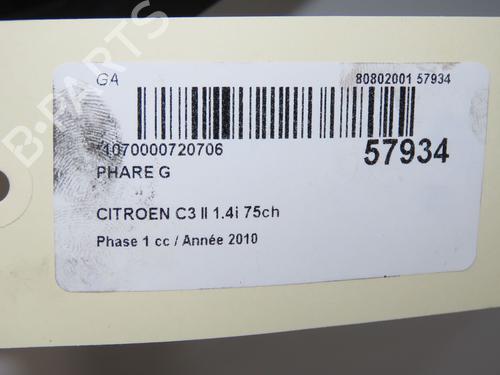 GA
80802001 57934
1070000720706
57934
PHARE G
CITROEN C3 II 1.4i 75ch
Phase 1 cc / Année 2010
B-PARTS